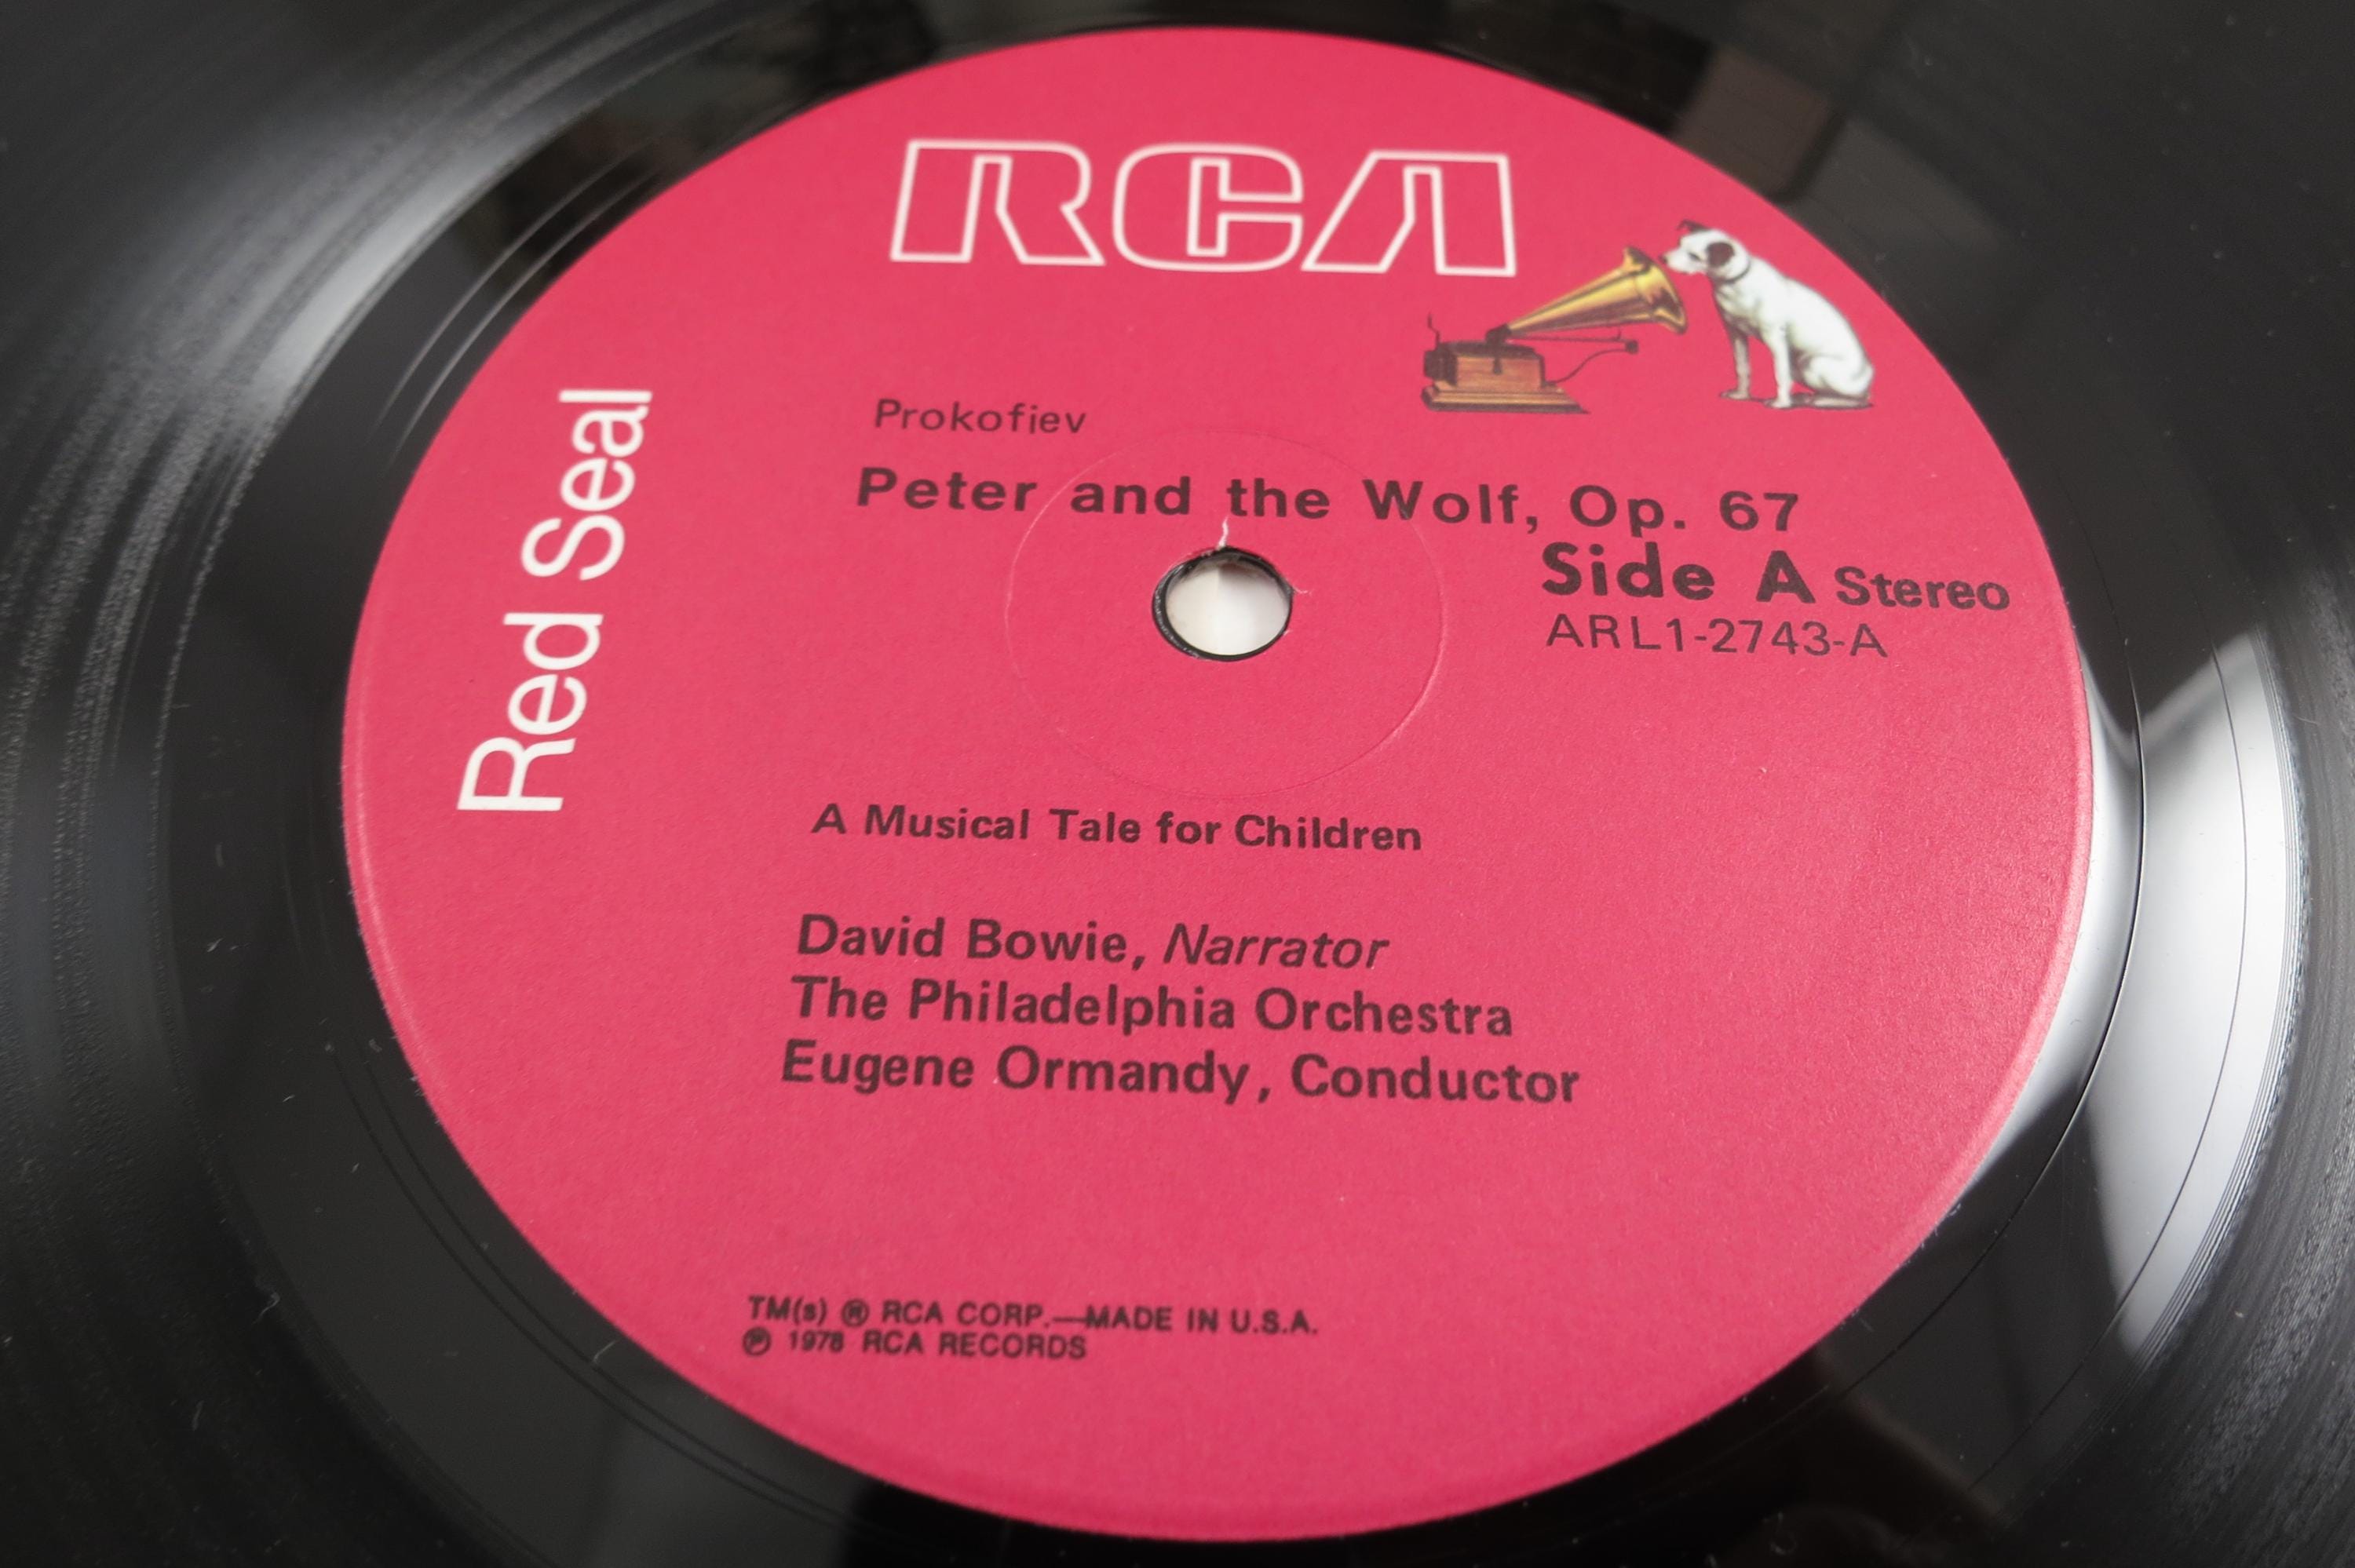 RCA
Red Seal
Prokofiev
Peter and the Wolf, Op. 67
Side A Stereo
ARL1-2743-A
A Musical Tale for Children
David Bowie, Narrator
The Philadelphia Orchestra
Eugene Ormandy, Conductor
TM(s) ® RCA CORP.—MADE IN U.S.A.
℗ 1978 RCA RECORDS